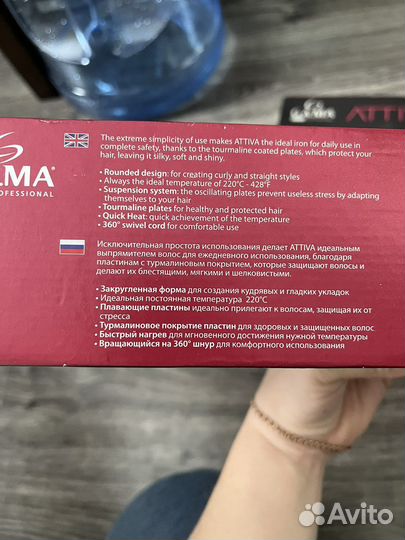 ATTIV
The extreme simplicity of use makes ATTIVA the ideal iron for daily use in
complete safety, thanks to the tourmaline coated plates, which protect your
hair, leaving it silky, soft and shiny.
• Rounded design: for creating curly and straight styles
• Always the ideal temperature of 220°C - 428°F
• Suspension system: the oscillating plates prevent useless stress by adapting
themselves to your hair
• Tourmaline plates for healthy and protected hair
• Quick Heat: quick achievement of the temperature
• 360° swivel cord for comfortable use
LMA
PROFESSIONAL
Исключительная простота использования делает ATTIVA идеальным
выпрямителем волос для ежедневного использования, благодаря
пластинам с турмалиновым покрытием, которые защищают волосы и
делают их блестящими, мягкими и шелковистыми.
• Закругленная форма для создания кудрявых и гладких укладок
• Идеальная постоянная температура 220°C
• Плавающие пластины идеально прилегают к волосам, защищая их от
стресса
• Турмалиновое покрытие пластин для здоровых и защищенных волос
• Быстрый нагрев для мгновенного достижения нужной температуры
• Вращающийся на 360° шнур для комфортного использования
Avito